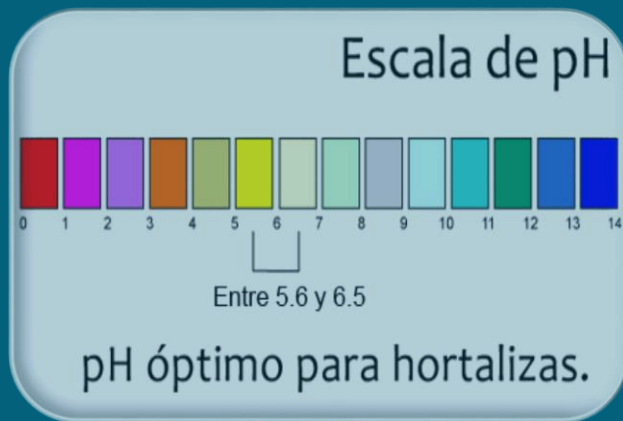 Escala de pH
0 1 2 3 4 5 6 7 8 9 10 11 12 13 14
Entre 5.6 y 6.5
pH óptimo para hortalizas.